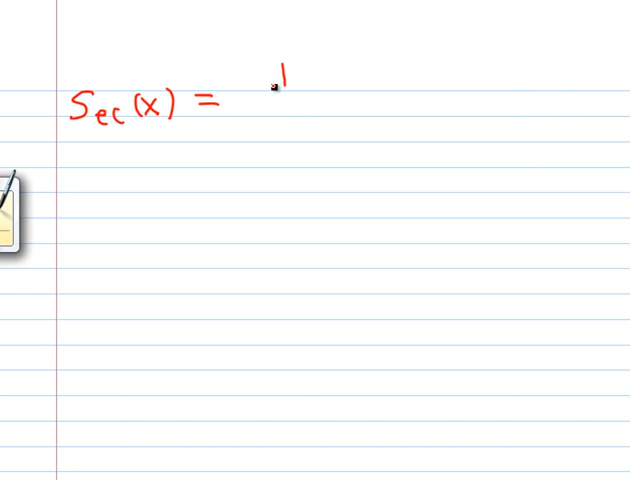 Sec(x) = 1